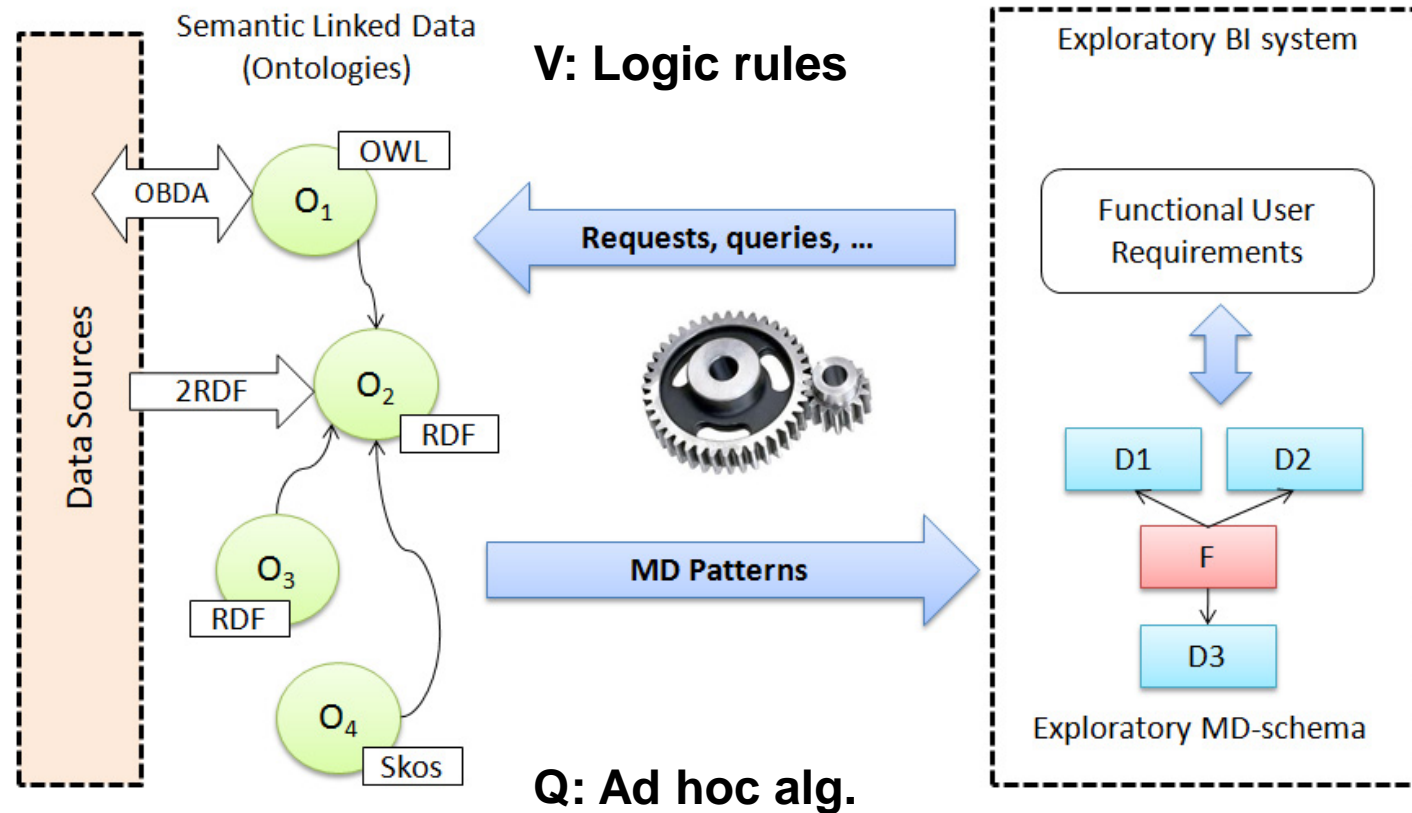 Semantic Linked Data
(Ontologies)
V: Logic rules
Exploratory BI system
OWL
OBDA
O1
Functional User
Requirements
Requests, queries, ...
Data Sources
2RDF
O2
RDF
D1
D2
O3
RDF
MD Patterns
F
D3
O4
Skos
Exploratory MD-schema
Q: Ad hoc alg.